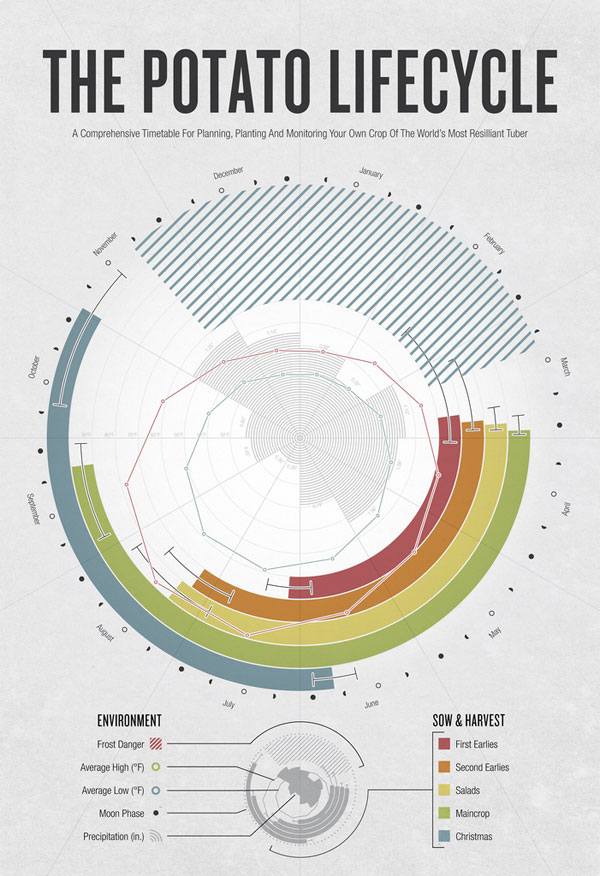 THE POTATO LIFECYCLE
A Comprehensive Timetable For Planning, Planting And Monitoring Your Own Crop Of The World's Most Resilliant Tuber
December
January
November
February
October
March
September
April
August
May
July
June
ENVIRONMENT
Frost Danger
Average High (°F)
Average Low (°F)
Moon Phase
Precipitation (in.)
SOW & HARVEST
First Earlies
Second Earlies
Salads
Maincrop
Christmas